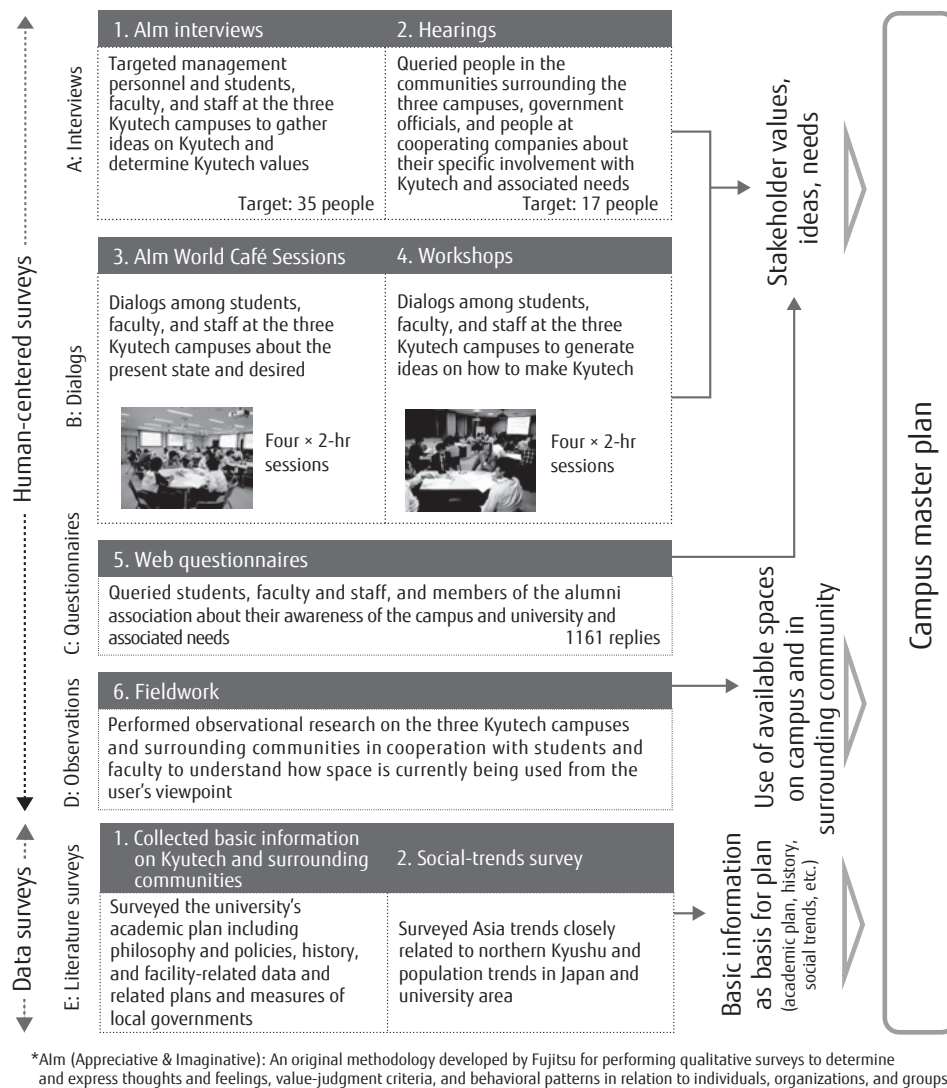 Human-centered surveys
Data surveys
A: Interviews
1. AIm interviews
Targeted management
personnel and students,
faculty, and staff at the three
Kyutech campuses to gather
ideas on Kyutech and
determine Kyutech values
Target: 35 people
2. Hearings
Queried people in the
communities surrounding the
three campuses, government
officials, and people at
cooperating companies about
their specific involvement with
Kyutech and associated needs
Target: 17 people
B: Dialogs
3. AIm World Café Sessions
Dialogs among students,
faculty, and staff at the three
Kyutech campuses about the
present state and desired
Four × 2-hr
sessions
4. Workshops
Dialogs among students,
faculty, and staff at the three
Kyutech campuses to generate
ideas on how to make Kyutech
Four × 2-hr
sessions
C: Questionnaires
5. Web questionnaires
Queried students, faculty and staff, and members of the alumni
association about their awareness of the campus and university and
associated needs
1161 replies
D: Observations
6. Fieldwork
Performed observational research on the three Kyutech campuses
and surrounding communities in cooperation with students and
faculty to understand how space is currently being used from the
user's viewpoint
E: Literature surveys
1. Collected basic information
on Kyutech and surrounding
communities
Surveyed the university's
academic plan including
philosophy and policies, history,
and facility-related data and
related plans and measures of
local governments
2. Social-trends survey
Surveyed Asia trends closely
related to northern Kyushu and
population trends in Japan and
university area
Stakeholder values,
ideas, needs
Use of available spaces
on campus and in
surrounding community
Basic information
as basis for plan
(academic plan, history,
social trends, etc.)
Campus master plan
*AIm (Appreciative & Imaginative): An original methodology developed by Fujitsu for performing qualitative surveys to determine
and express thoughts and feelings, value-judgment criteria, and behavioral patterns in relation to individuals, organizations, and groups